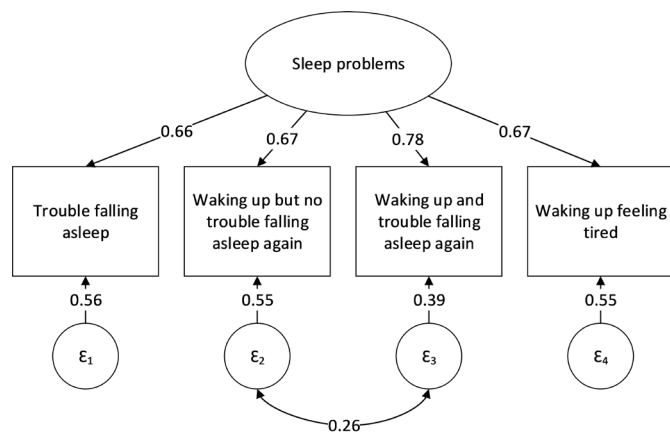 Sleep problems
0.66
0.67
0.78
0.67
Trouble falling
asleep
Waking up but no
trouble falling
asleep again
Waking up and
trouble falling
asleep again
Waking up feeling
tired
0.56
0.55
0.39
0.55
ε₁
ε₂
ε₃
ε₄
0.26